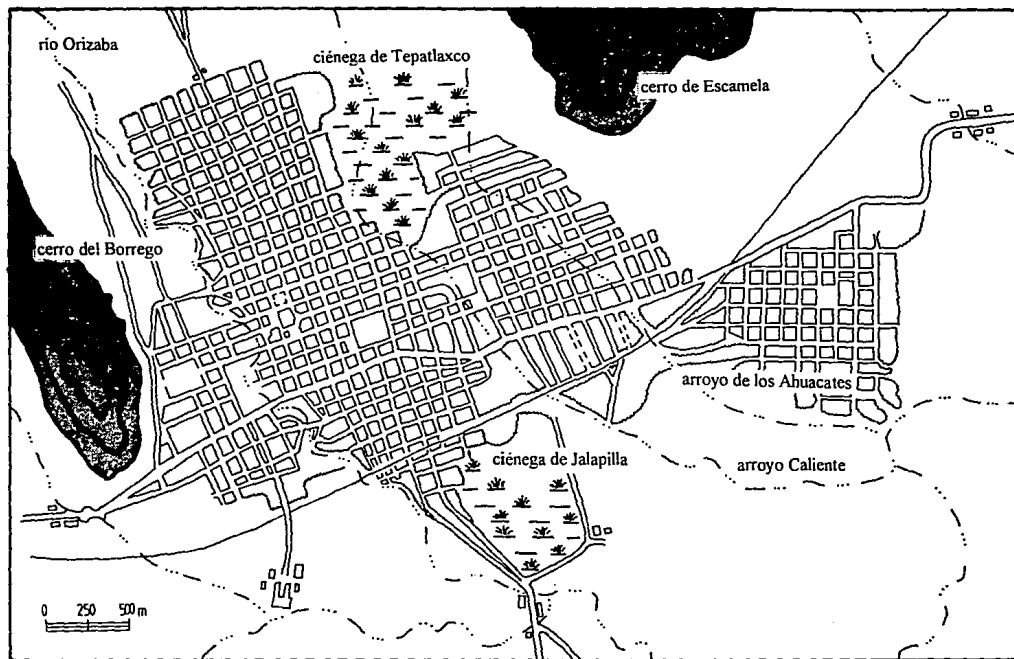 río Orizaba
ciénega de Tepatlaxco
cerro de Escamela
cerro del Borrego
arroyo de los Ahuacates
ciénega de Jalapilla
arroyo Caliente
0 250 500 m